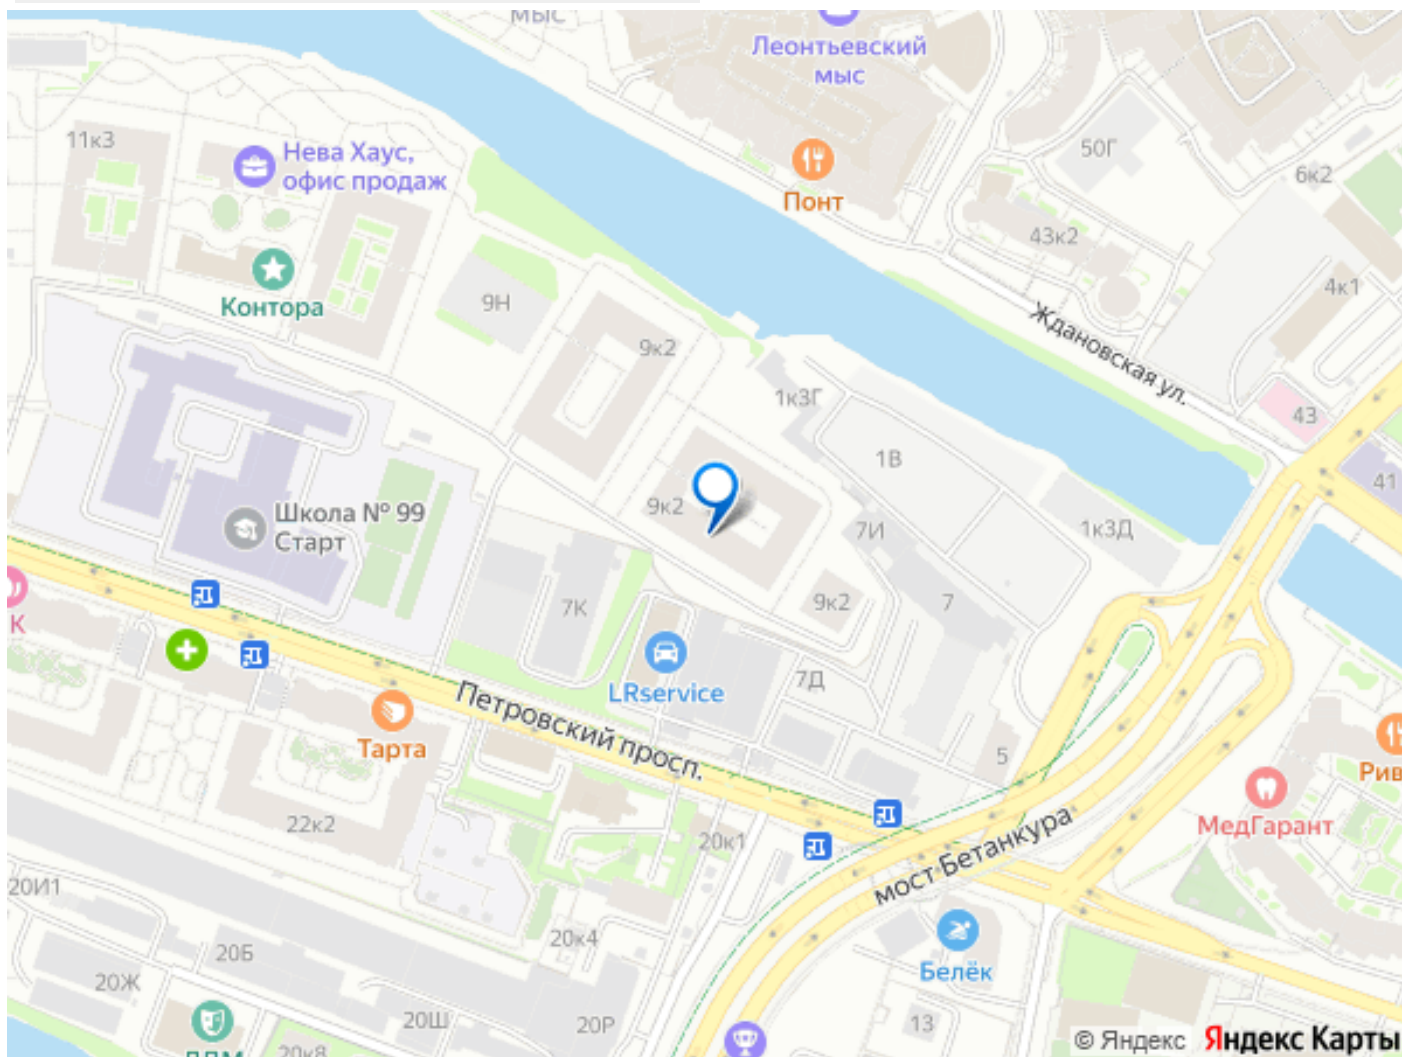 мыс
Леонтьевский
мыс
11к3
Нева Хаус,
офис продаж
Понт
50Г
6к2
43к2
4к1
Контора
9Н
9к2
Ждановская ул.
1к3Г
43
1В
41
Школа № 99
Старт
9к2
7И
1к3Д
К
7К
9к2
7
LRservice
7Д
Петровский просп.
Тарта
5
Рив
МедГарант
22к2
20к1
мост Бетанкура
20И1
20Б
20к4
Белёк
20Ж
20Ш
20Р
13
ДДМ
20к8
© Яндекс Яндекс Карты